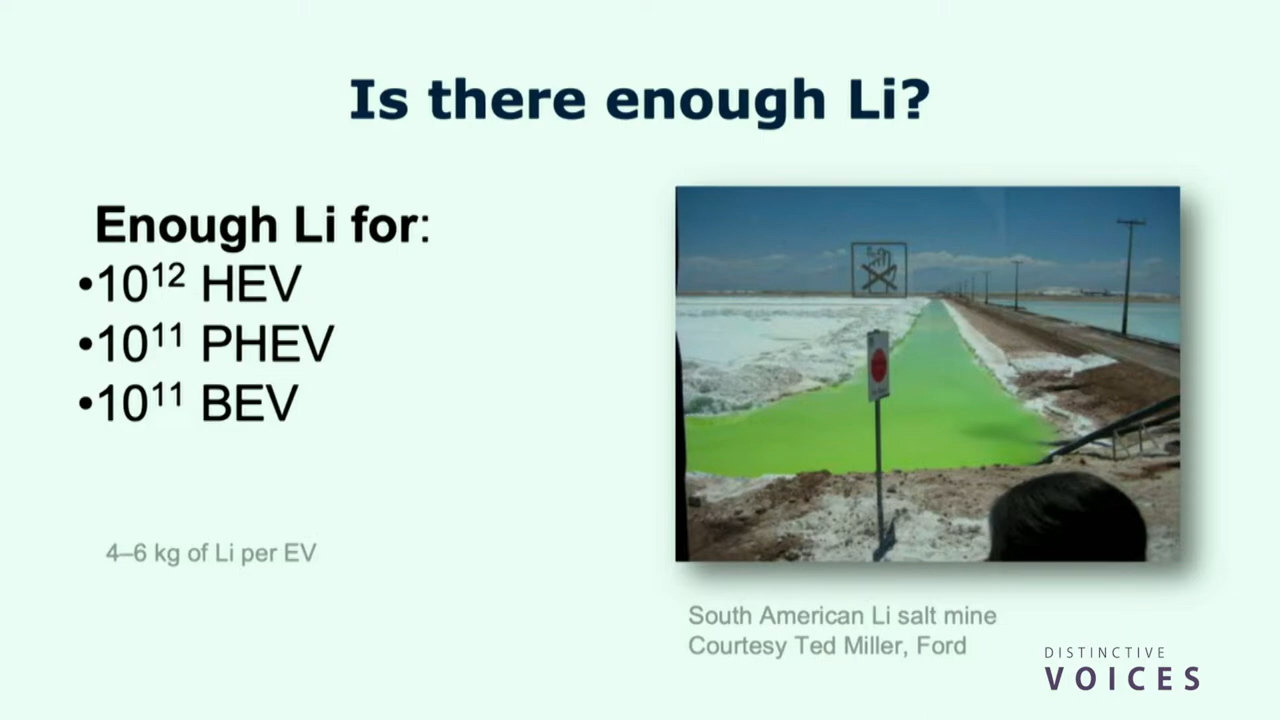 Is there enough Li?
Enough Li for:
•10¹² HEV
•10¹¹ PHEV
•10¹¹ BEV
4–6 kg of Li per EV
South American Li salt mine
Courtesy Ted Miller, Ford
DISTINCTIVE
VOICES